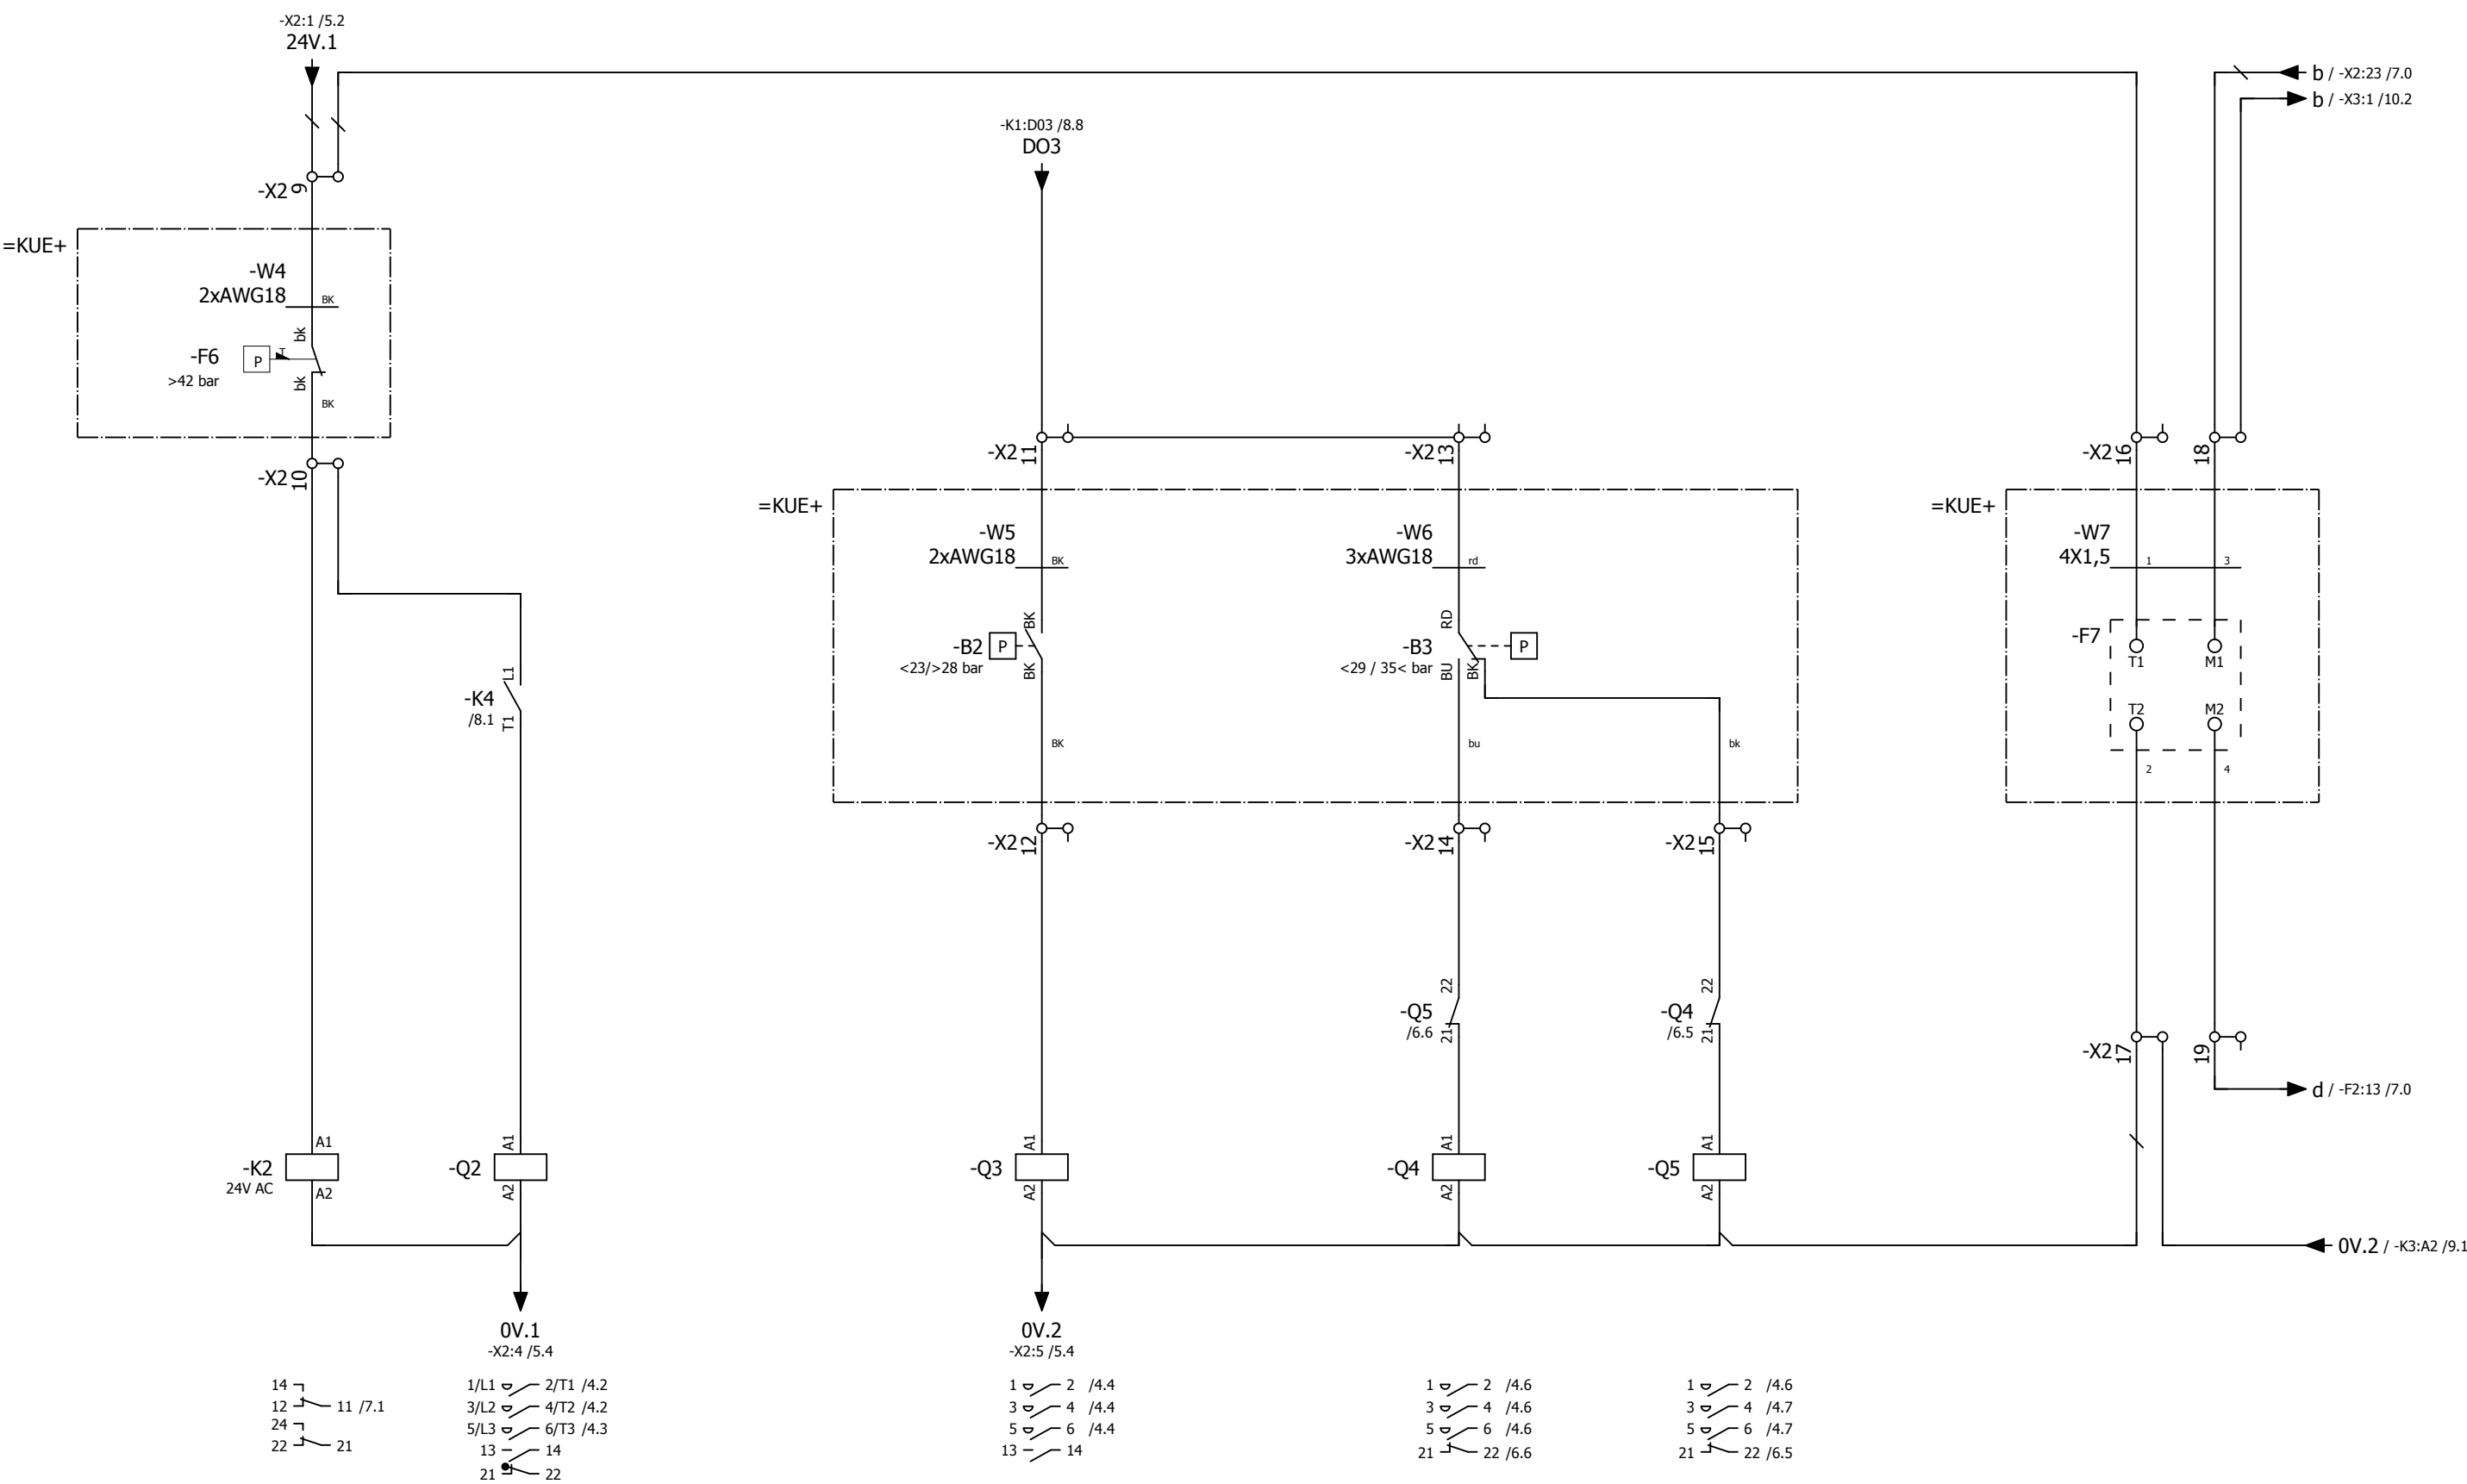 -X2:1 /5.2
24V.1
b / -X2:23 /7.0
b / -X3:1 /10.2
-K1:D03 /8.8
DO3
-X2 9
=KUE+
-W4
2xAWG18 BK
bk
-F6 P T
>42 bar
bk
BK
-X2 10
-X2 11
-X2 13
-X2 16
18
=KUE+
=KUE+
-W5
2xAWG18 BK
-W6
3xAWG18 rd
-W7
4X1,5 1 3
BK
-B2 P
<23/>28 bar
BK
RD
-B3 P
<29 / 35< bar
BU BK
-F7
T1 M1
T2 M2
L1
-K4
/8.1 T1
BK
bu
bk
2 4
-X2 12
-X2 14
-X2 15
22
-Q5
/6.6 21
22
-Q4
/6.5 21
-X2 17
19
d / -F2:13 /7.0
A1
-K2
24V AC
A2
A1
-Q2
A2
A1
-Q3
A2
A1
-Q4
A2
A1
-Q5
A2
0V.2 / -K3:A2 /9.1
0V.1
-X2:4 /5.4
0V.2
-X2:5 /5.4
14
12 11 /7.1
24
22 21
1/L1 2/T1 /4.2
3/L2 4/T2 /4.2
5/L3 6/T3 /4.3
13 14
21 22
1 2 /4.4
3 4 /4.4
5 6 /4.4
13 14
1 2 /4.6
3 4 /4.6
5 6 /4.6
21 22 /6.6
1 2 /4.6
3 4 /4.7
5 6 /4.7
21 22 /6.5